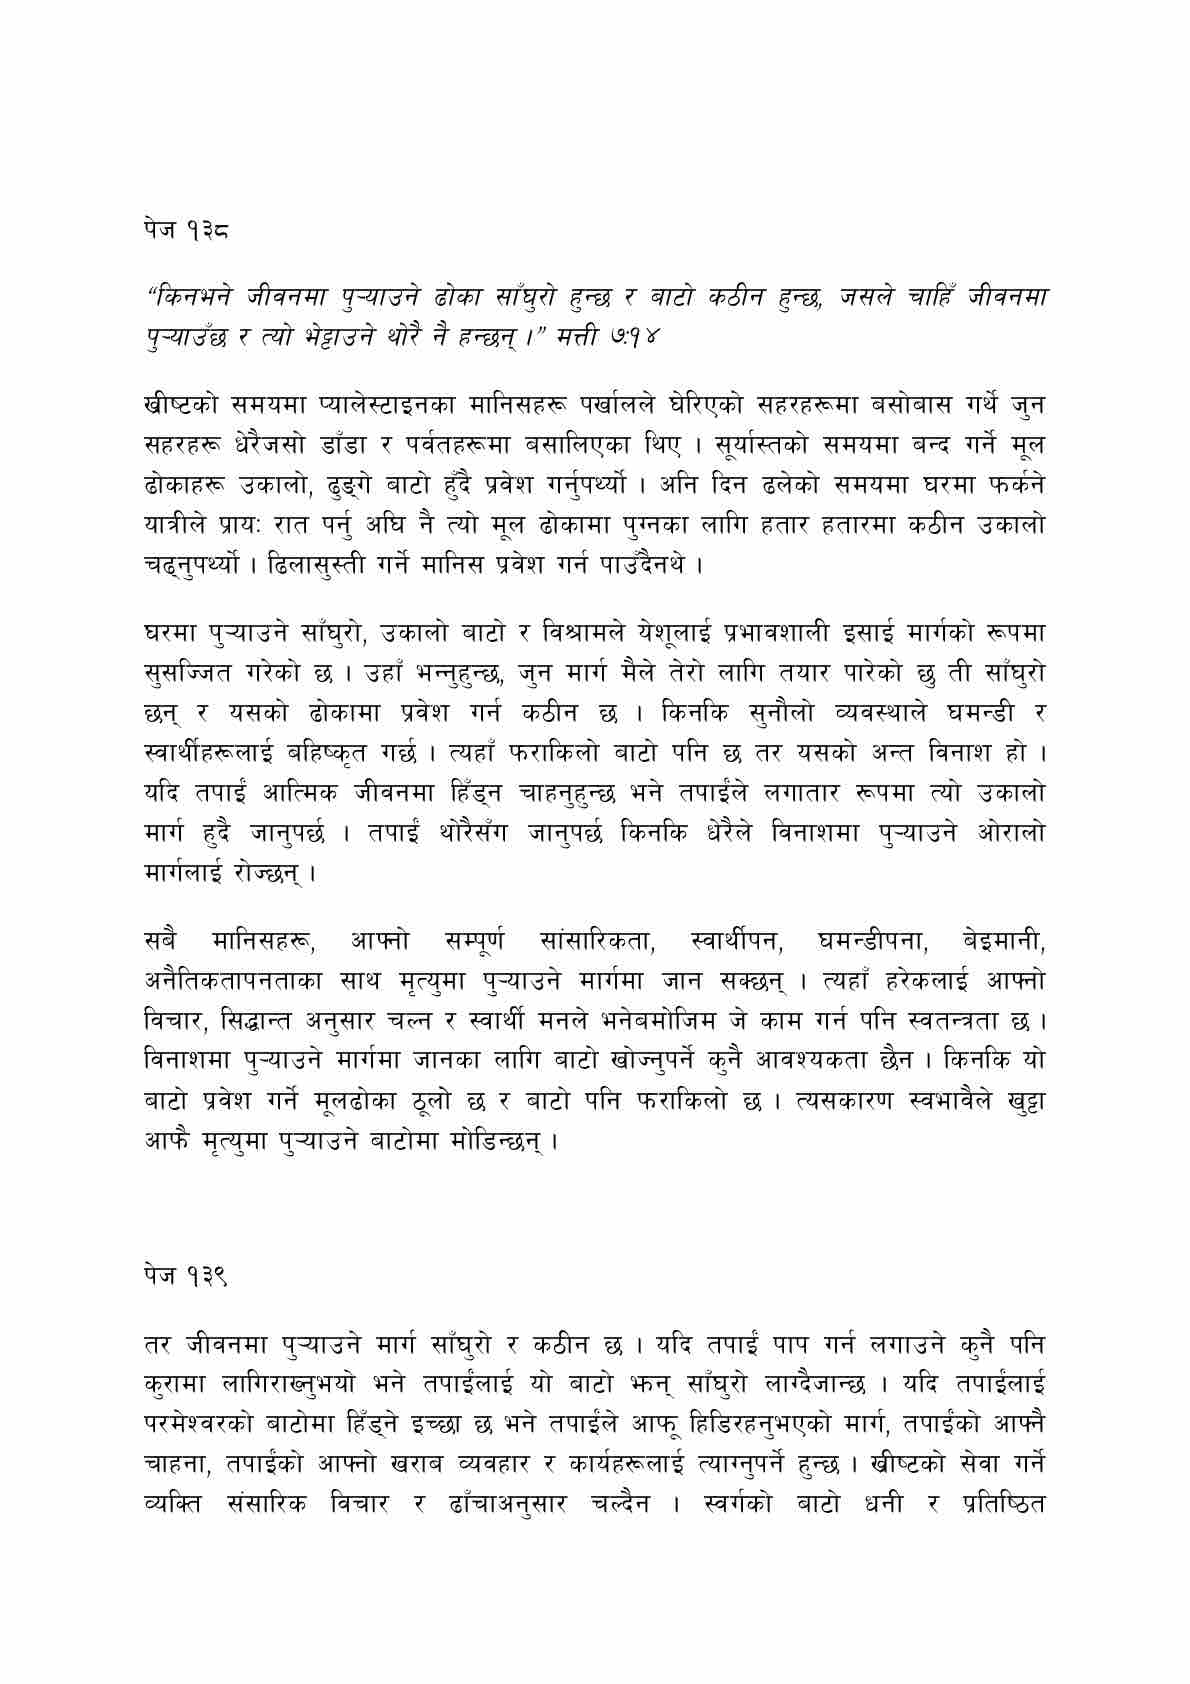 पेज १३८
“किनभने जीवनमा पुर्‍याउने ढोका साँघुरो हुन्छ र बाटो कठीन हुन्छ, जसले चाहिँ जीवनमा
पुर्‍याउँछ र त्यो भेट्टाउने थोरै नै हन्छन् ।” मत्ती ७:१४
ख्रीष्टको समयमा प्यालेस्टाइनका मानिसहरू पर्खालले घेरिएको सहरहरूमा बसोबास गर्थे जुन
सहरहरू धेरैजसो डाँडा र पर्वतहरूमा बसालिएका थिए । सूर्यास्तको समयमा बन्द गर्ने मूल
ढोकाहरू उकालो, ढुङ्गे बाटो हुँदै प्रवेश गर्नुपर्थ्यो । अनि दिन ढलेको समयमा घरमा फर्कने
यात्रीले प्रायः रात पर्नु अघि नै त्यो मूल ढोकामा पुग्नका लागि हतार हतारमा कठीन उकालो
चढ्नुपर्थ्यो । ढिलासुस्ती गर्ने मानिस प्रवेश गर्न पाउँदैनथे ।
घरमा पुर्‍याउने साँघुरो, उकालो बाटो र विश्रामले येशूलाई प्रभावशाली इसाई मार्गको रूपमा
सुसज्जित गरेको छ । उहाँ भन्नुहुन्छ, जुन मार्ग मैले तेरो लागि तयार पारेको छु ती साँघुरो
छन् र यसको ढोकामा प्रवेश गर्न कठीन छ । किनकि सुनौलो व्यवस्थाले घमन्डी र
स्वार्थीहरूलाई बहिष्कृत गर्छ । त्यहाँ फराकिलो बाटो पनि छ तर यसको अन्त विनाश हो ।
यदि तपाईं आत्मिक जीवनमा हिँड्न चाहनुहुन्छ भने तपाईंले लगातार रूपमा त्यो उकालो
मार्ग हुदै जानुपर्छ । तपाईं थोरैसँग जानुपर्छ किनकि धेरैले विनाशमा पुर्‍याउने ओरालो
मार्गलाई रोज्छन् ।
सबै मानिसहरू, आफ्नो सम्पूर्ण सांसारिकता, स्वार्थीपन, घमन्डीपना, बेइमानी,
अनैतिकतापनताका साथ मृत्युमा पुर्‍याउने मार्गमा जान सक्छन् । त्यहाँ हरेकलाई आफ्नो
विचार, सिद्धान्त अनुसार चल्न र स्वार्थी मनले भनेबमोजिम जे काम गर्न पनि स्वतन्त्रता छ ।
विनाशमा पुर्‍याउने मार्गमा जानका लागि बाटो खोज्नुपर्ने कुनै आवश्यकता छैन । किनकि यो
बाटो प्रवेश गर्ने मूलढोका ठूलो छ र बाटो पनि फराकिलो छ । त्यसकारण स्वभावैले खुट्टा
आफै मृत्युमा पुर्‍याउने बाटोमा मोडिन्छन् ।
पेज १३९
तर जीवनमा पुर्‍याउने मार्ग साँघुरो र कठीन छ । यदि तपाईं पाप गर्न लगाउने कुनै पनि
कुरामा लागिराख्नुभयो भने तपाईंलाई यो बाटो झन् साँघुरो लाग्दैजान्छ । यदि तपाईंलाई
परमेश्वरको बाटोमा हिँड्ने इच्छा छ भने तपाईंले आफू हिडिरहनुभएको मार्ग, तपाईंको आफ्नै
चाहना, तपाईंको आफ्नो खराब व्यवहार र कार्यहरूलाई त्याग्नुपर्ने हुन्छ । ख्रीष्टको सेवा गर्ने
व्यक्ति संसारिक विचार र ढाँचाअनुसार चल्दैन । स्वर्गको बाटो धनी र प्रतिष्ठित